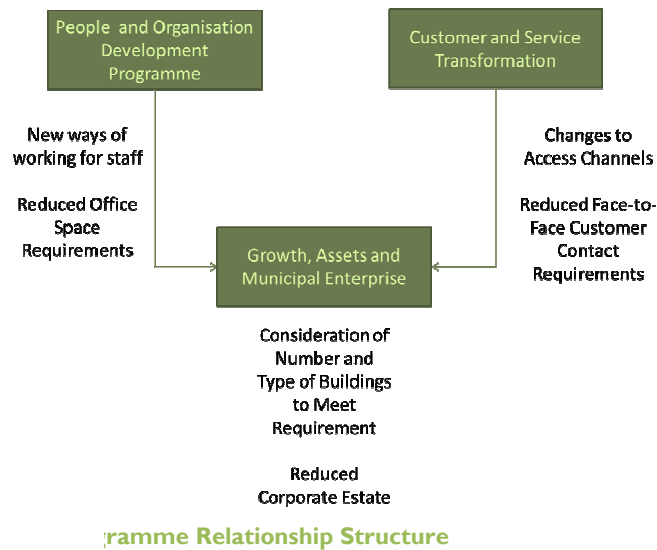 People and Organisation
Development
Programme
Customer and Service
Transformation
New ways of
working for staff
Reduced Office
Space
Requirements
Changes to
Access Channels
Reduced Face-to-
Face Customer
Contact
Requirements
Growth, Assets and
Municipal Enterprise
Consideration of
Number and
Type of Buildings
to Meet
Requirement
Reduced
Corporate Estate
Relationship Structure